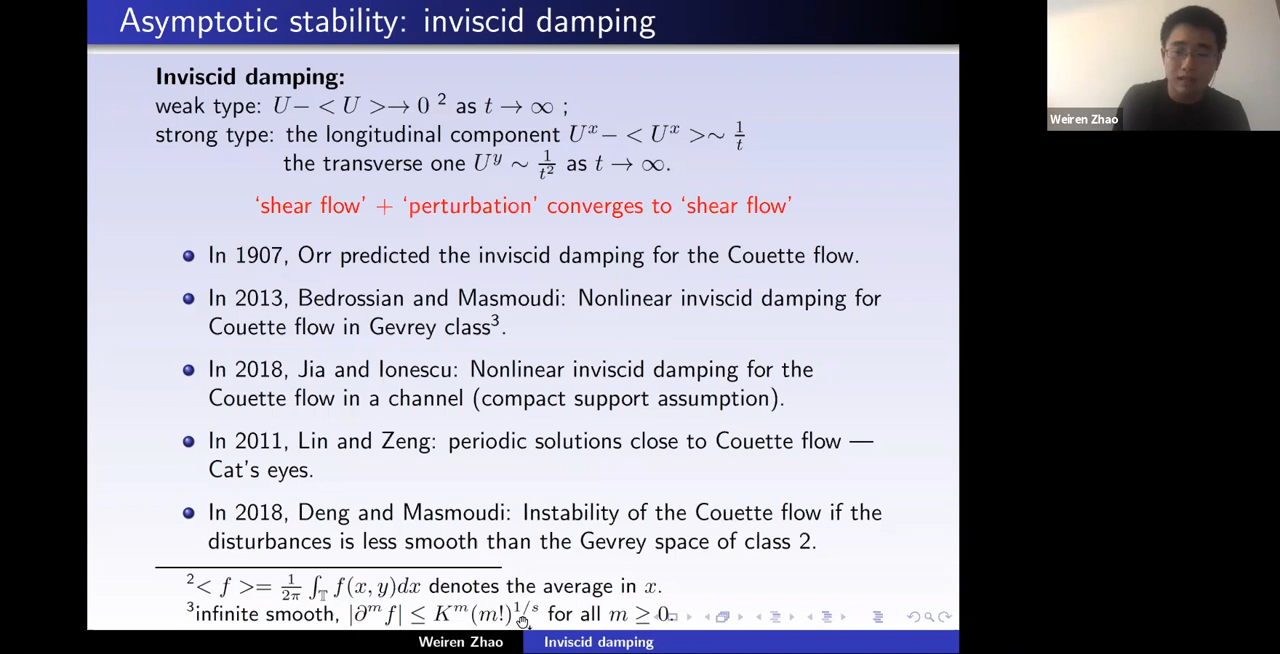 Asymptotic stability: inviscid damping
Inviscid damping:
weak type: U− < U >→ 0 ² as t → ∞ ;
strong type: the longitudinal component Uˣ− < Uˣ >∼ 1/t
the transverse one Uʸ ∼ 1/t² as t → ∞.
‘shear flow’ + ‘perturbation’ converges to ‘shear flow’
In 1907, Orr predicted the inviscid damping for the Couette flow.
In 2013, Bedrossian and Masmoudi: Nonlinear inviscid damping for
Couette flow in Gevrey class³.
In 2018, Jia and Ionescu: Nonlinear inviscid damping for the
Couette flow in a channel (compact support assumption).
In 2011, Lin and Zeng: periodic solutions close to Couette flow —
Cat's eyes.
In 2018, Deng and Masmoudi: Instability of the Couette flow if the
disturbances is less smooth than the Gevrey space of class 2.
²< f >= 1/2π ∫_𝕋 f(x, y)dx denotes the average in x.
³infinite smooth, |∂ᵐf| ≤ Kᵐ(m!)^{1/s} for all m ≥ 0.
Weiren Zhao Inviscid damping
Weiren Zhao